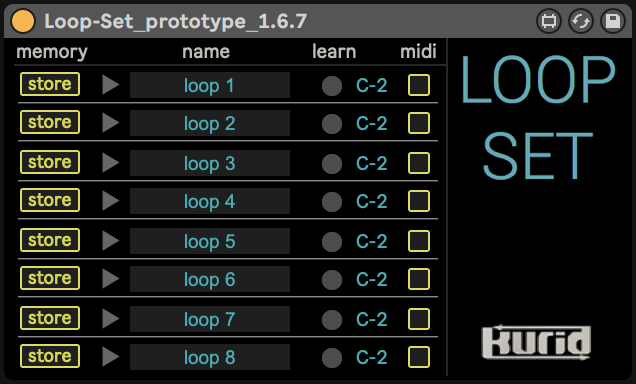 Loop-Set_prototype_1.6.7
memory name learn midi
store loop 1 C-2
store loop 2 C-2
store loop 3 C-2
store loop 4 C-2
store loop 5 C-2
store loop 6 C-2
store loop 7 C-2
store loop 8 C-2
LOOP
SET
Kurid